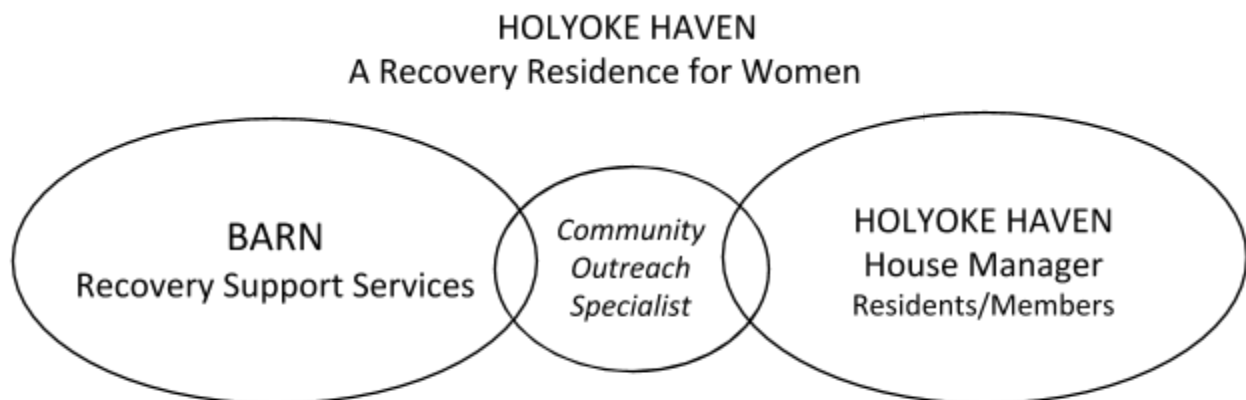 HOLYOKE HAVEN
A Recovery Residence for Women
BARN
Recovery Support Services
Community
Outreach
Specialist
HOLYOKE HAVEN
House Manager
Residents/Members